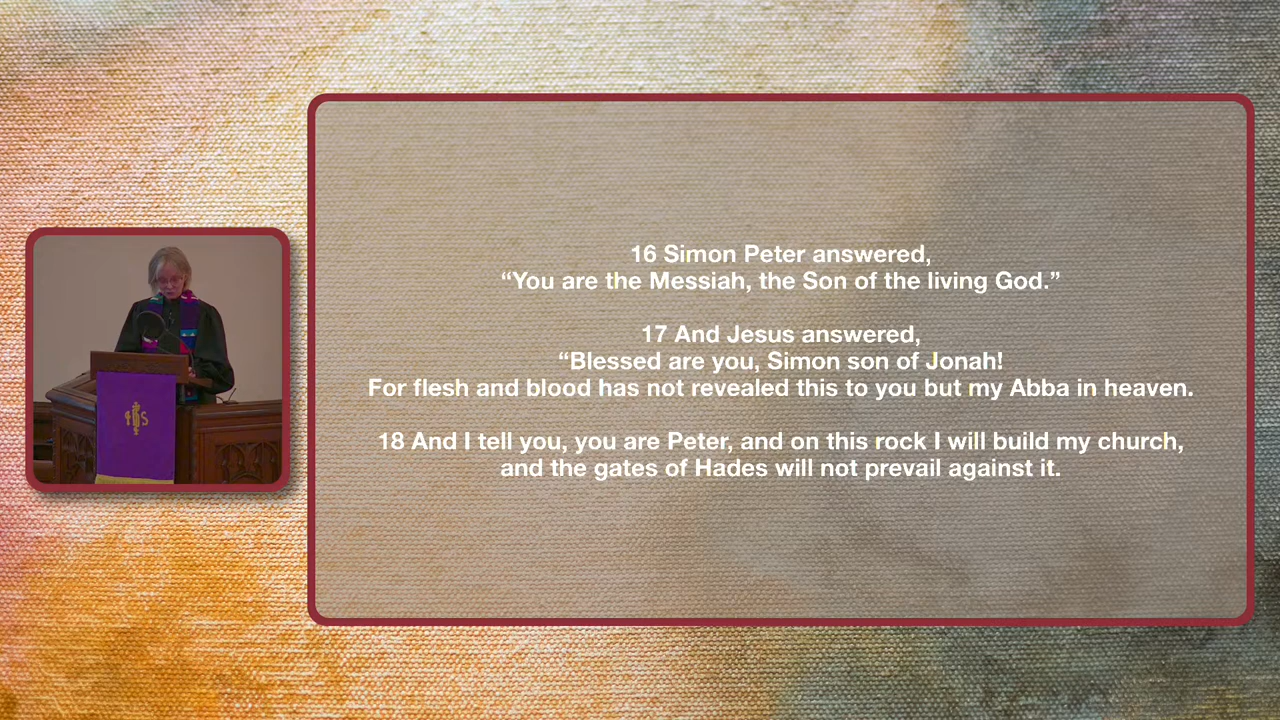 16 Simon Peter answered,
“You are the Messiah, the Son of the living God.”
17 And Jesus answered,
“Blessed are you, Simon son of Jonah!
For flesh and blood has not revealed this to you but my Abba in heaven.
18 And I tell you, you are Peter, and on this rock I will build my church,
and the gates of Hades will not prevail against it.
IHS